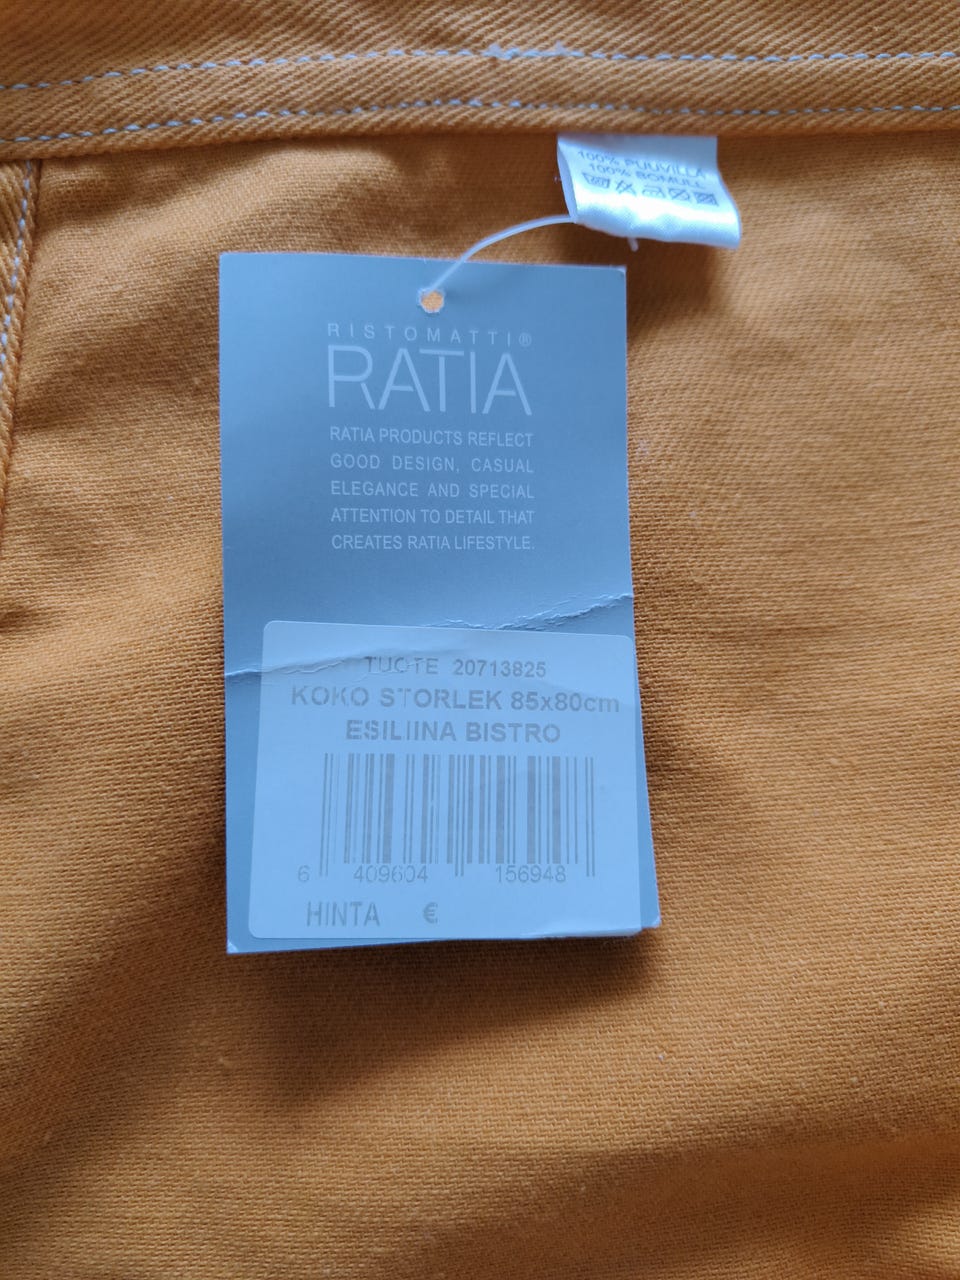 100% PUUVILLA
100% BOMULL
60
RISTOMATTI®
RATIA
RATIA PRODUCTS REFLECT
GOOD DESIGN, CASUAL
ELEGANCE AND SPECIAL
ATTENTION TO DETAIL THAT
CREATES RATIA LIFESTYLE.
TUOTE 20713825
KOKO STORLEK 85x80cm
ESILIINA BISTRO
6 409604 156948
HINTA €